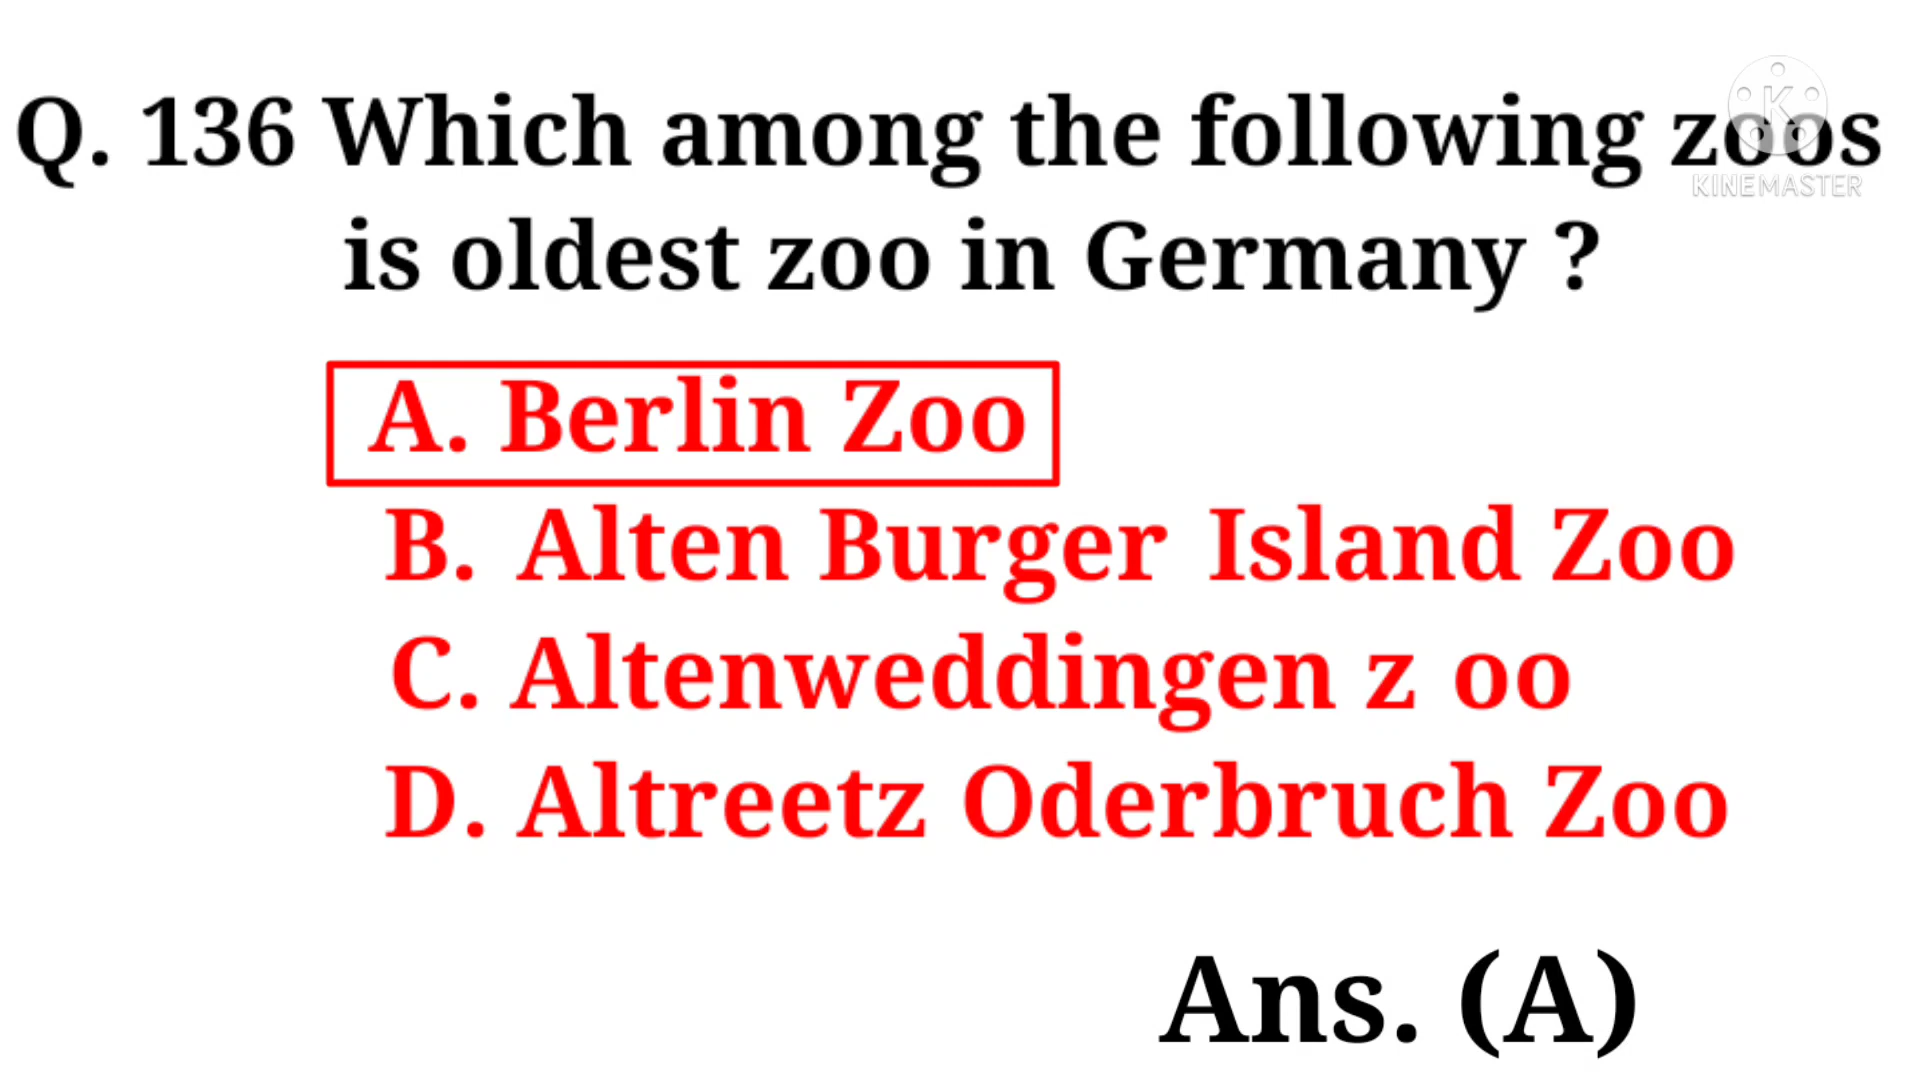 Q. 136 Which among the following zoos
is oldest zoo in Germany ?
A. Berlin Zoo
B. Alten Burger Island Zoo
C. Altenweddingen z oo
D. Altreetz Oderbruch Zoo
Ans. (A)
K
KINEMASTER